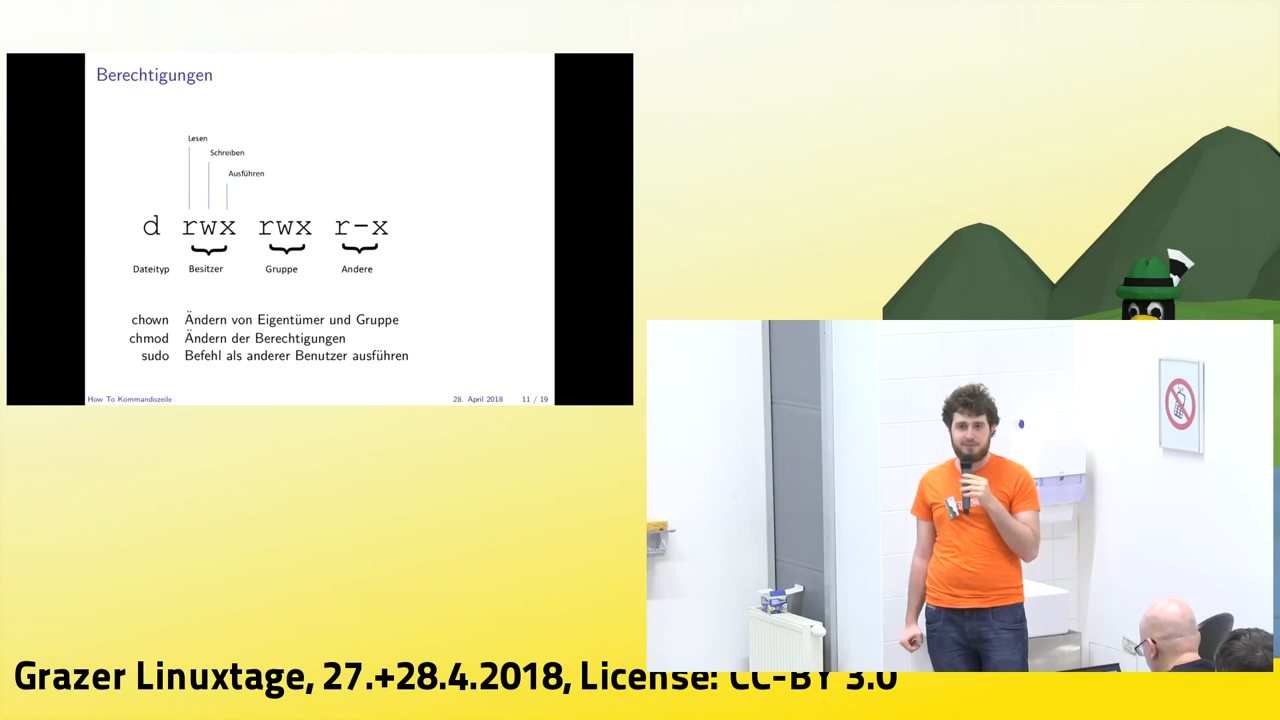 Berechtigungen
Lesen
Schreiben
Ausführen
d rwx rwx r-x
Dateityp Besitzer Gruppe Andere
chown Ändern von Eigentümer und Gruppe
chmod Ändern der Berechtigungen
sudo Befehl als anderer Benutzer ausführen
How To Kommandozeile 28. April 2018 11 / 19
Grazer Linuxtage, 27.+28.4.2018, License: CC-BY 3.0